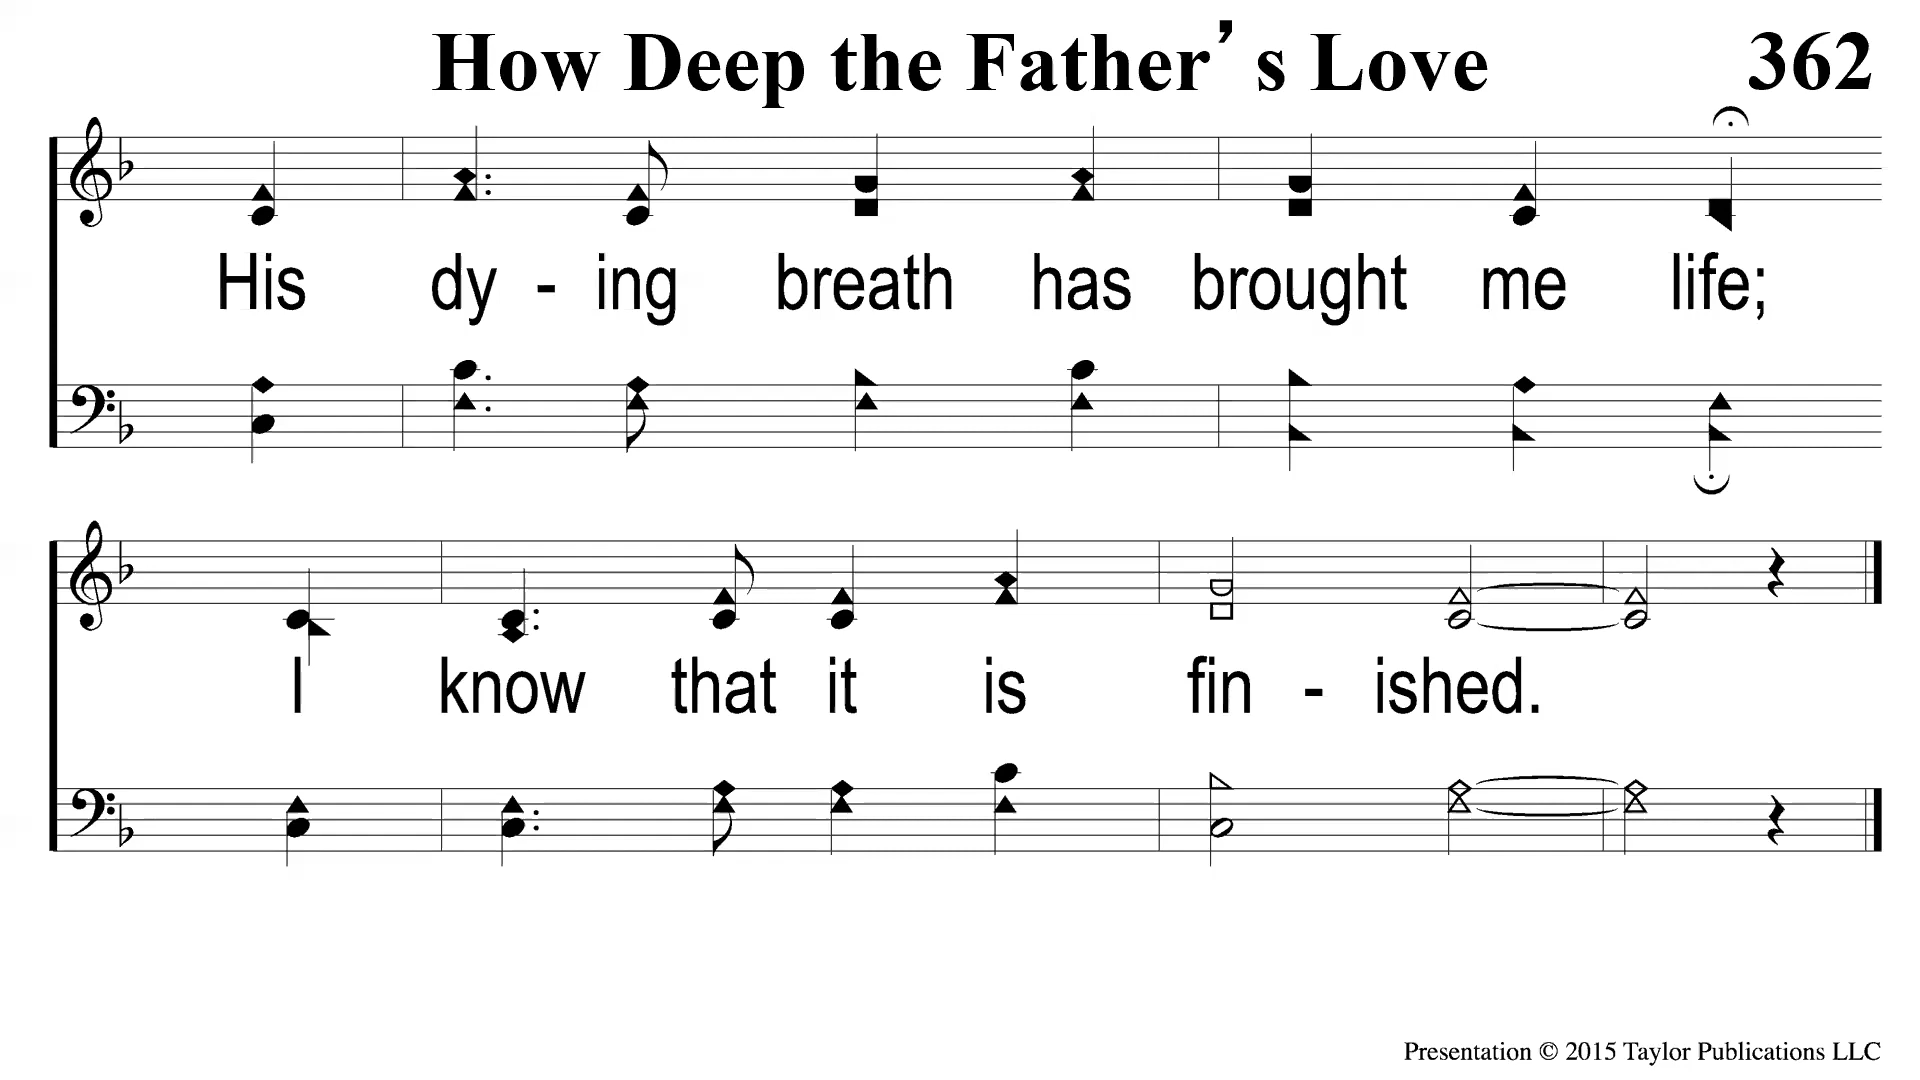 How Deep the Father’s Love 362
His dy - ing breath has brought me life;
I know that it is fin - ished.
Presentation © 2015 Taylor Publications LLC